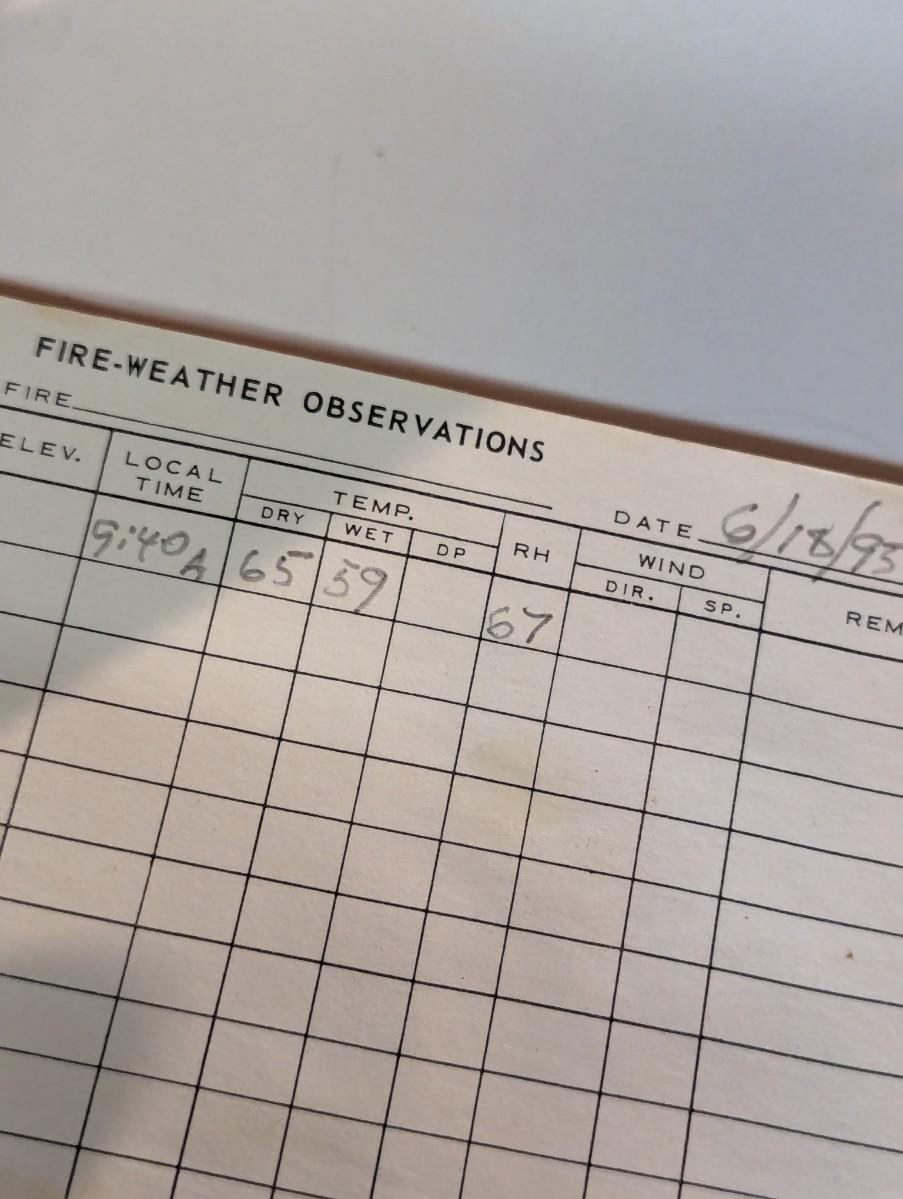 FIRE-WEATHER OBSERVATIONS
FIRE
DATE 6/18/95
ELEV. LOCAL TIME TEMP. RH WIND REM
DRY WET DP DIR. SP.
9:40 A 65 59 67